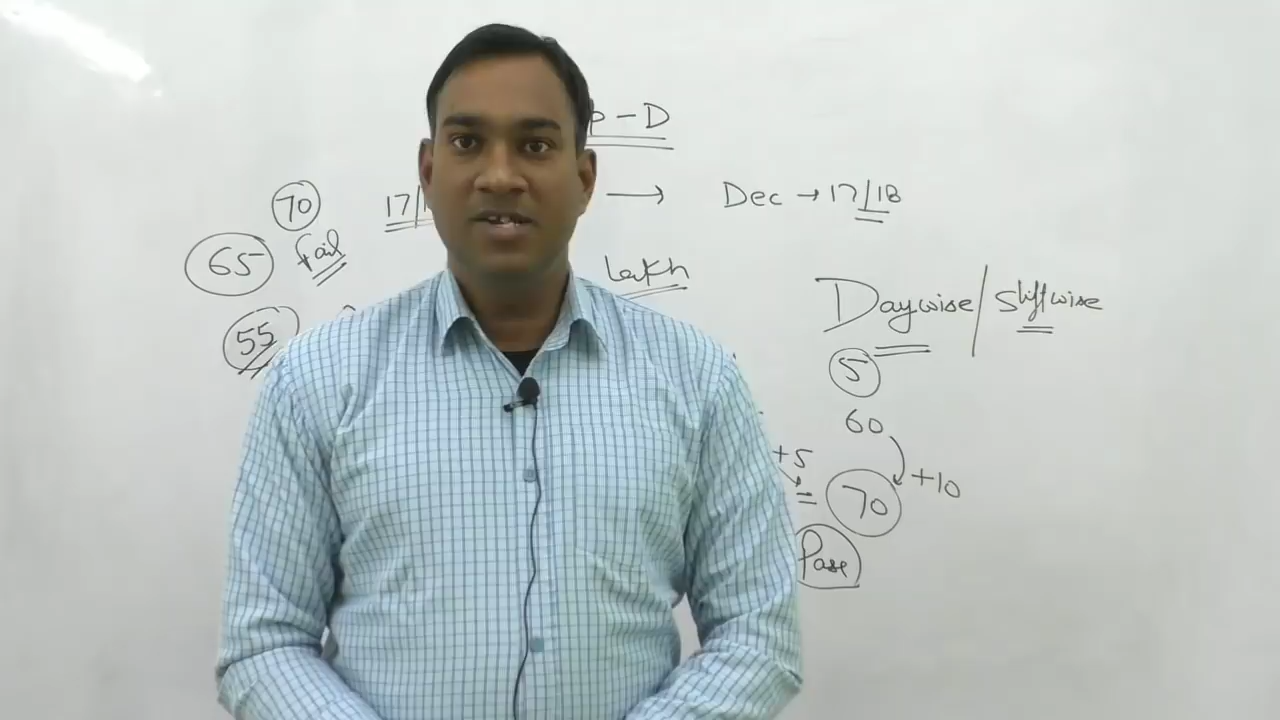 p-D
70 17/1 → Dec → 17/18
65 fail
lakh
Daywise/Shiftwise
55
5
60
+5 70 +10
Pass